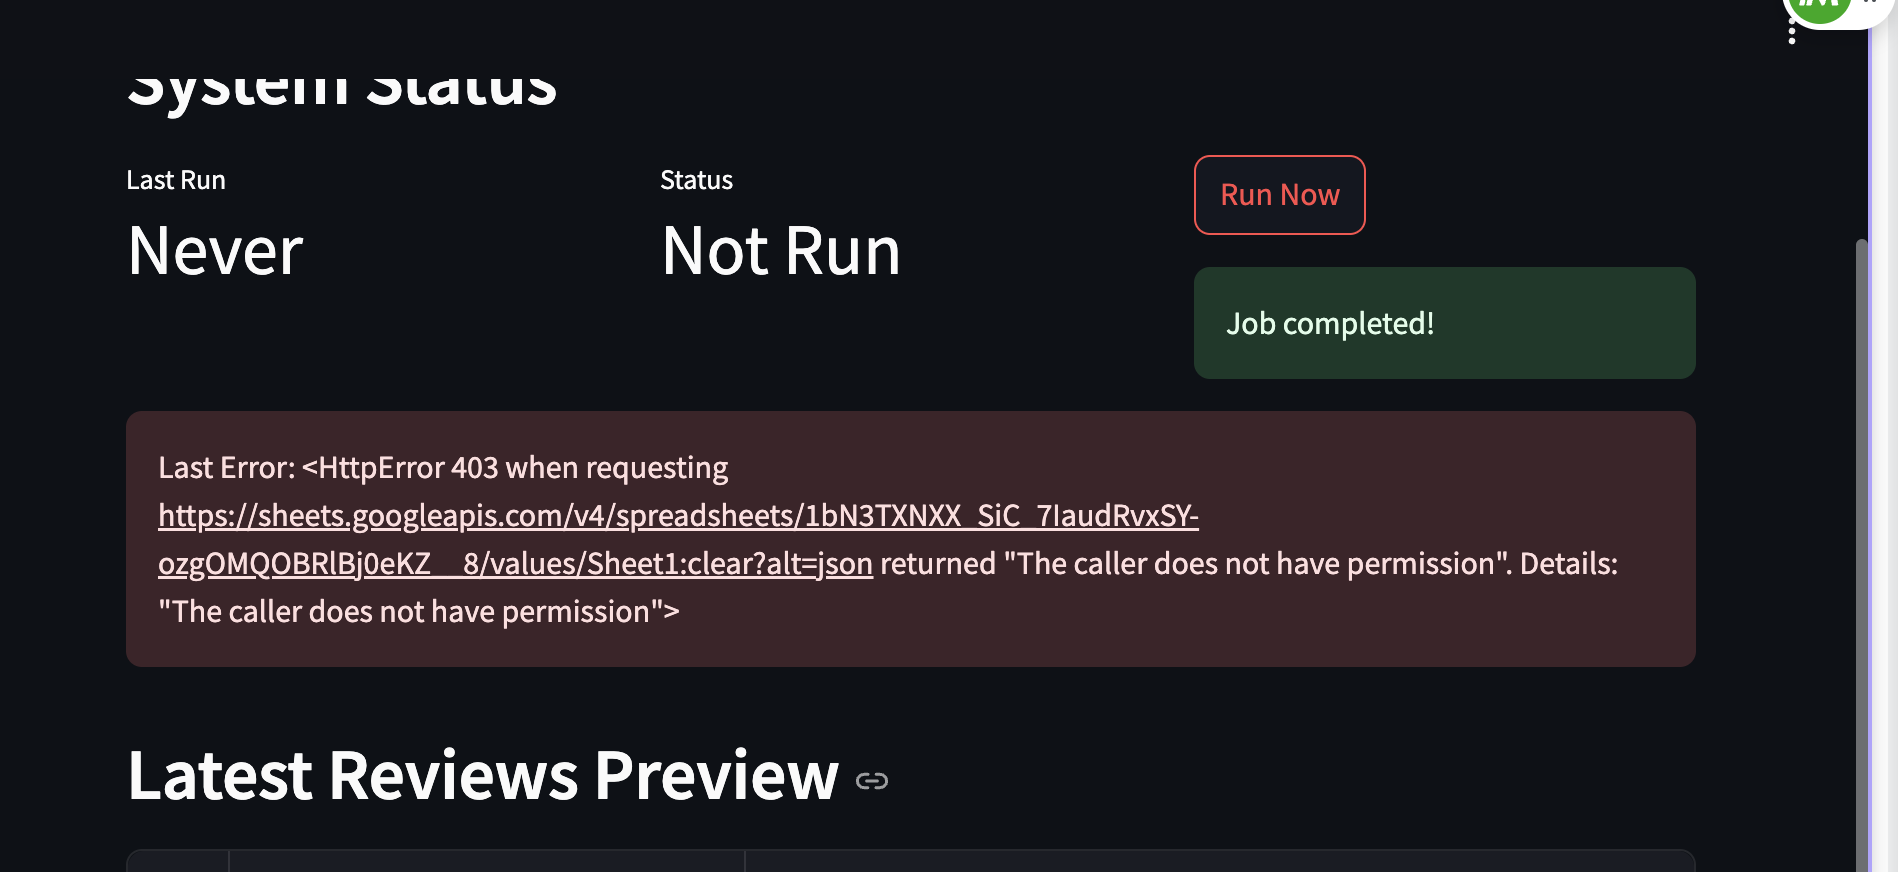 System Status
Last Run
Status
Run Now
Never
Not Run
Job completed!
Last Error: <HttpError 403 when requesting
https://sheets.googleapis.com/v4/spreadsheets/1bN3TXNXX_SiC_7IaudRvxSY-
ozgOMQOBRlBj0eKZ__8/values/Sheet1:clear?alt=json returned "The caller does not have permission". Details:
"The caller does not have permission">
Latest Reviews Preview